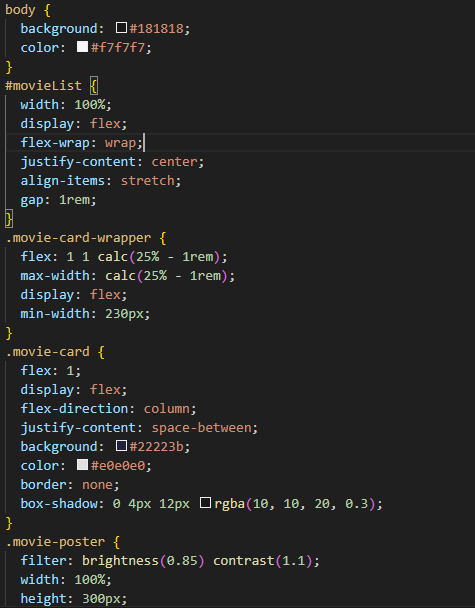 body {
  background: #181818;
  color: #f7f7f7;
}
#movieList {
  width: 100%;
  display: flex;
  flex-wrap: wrap;
  justify-content: center;
  align-items: stretch;
  gap: 1rem;
}
.movie-card-wrapper {
  flex: 1 1 calc(25% - 1rem);
  max-width: calc(25% - 1rem);
  display: flex;
  min-width: 230px;
}
.movie-card {
  flex: 1;
  display: flex;
  flex-direction: column;
  justify-content: space-between;
  background: #22223b;
  color: #e0e0e0;
  border: none;
  box-shadow: 0 4px 12px rgba(10, 10, 20, 0.3);
}
.movie-poster {
  filter: brightness(0.85) contrast(1.1);
  width: 100%;
  height: 300px;